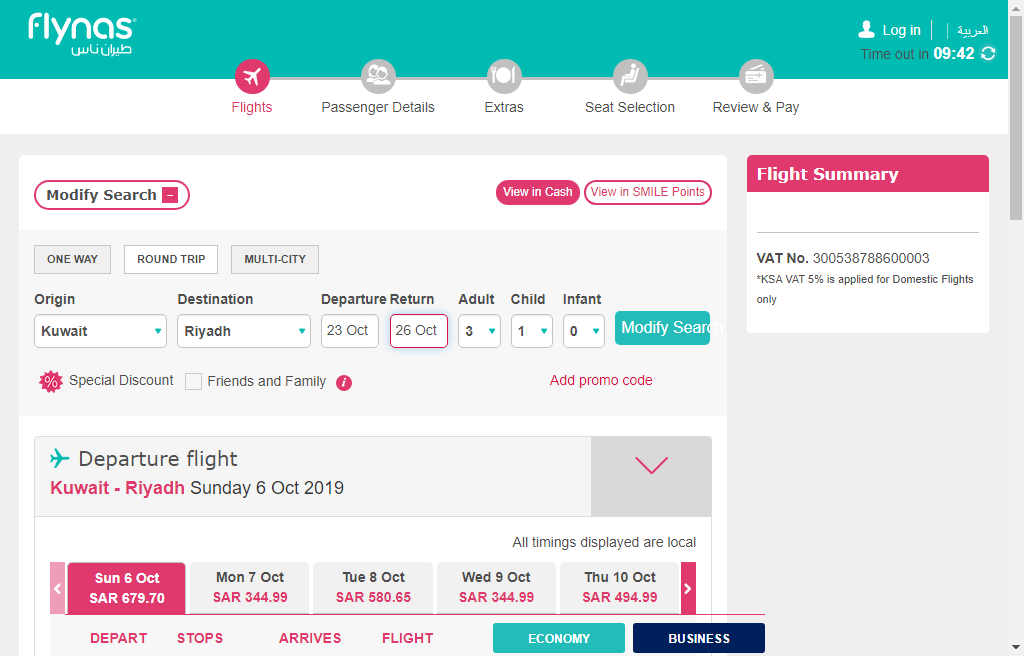 flynas
طيران ناس
Log in
العربية
Time out in 09:42
Flights
Passenger Details
Extras
Seat Selection
Review & Pay
Modify Search
View in Cash
View in SMILE Points
Flight Summary
VAT No. 300538788600003
*KSA VAT 5% is applied for Domestic Flights
only
ONE WAY
ROUND TRIP
MULTI-CITY
Origin
Destination
Departure
Return
Adult
Child
Infant
Kuwait
Riyadh
23 Oct
26 Oct
3
1
0
Modify Search
Special Discount
Friends and Family
i
Add promo code
Departure flight
Kuwait - Riyadh Sunday 6 Oct 2019
All timings displayed are local
Sun 6 Oct
SAR 679.70
Mon 7 Oct
SAR 344.99
Tue 8 Oct
SAR 580.65
Wed 9 Oct
SAR 344.99
Thu 10 Oct
SAR 494.99
DEPART
STOPS
ARRIVES
FLIGHT
ECONOMY
BUSINESS